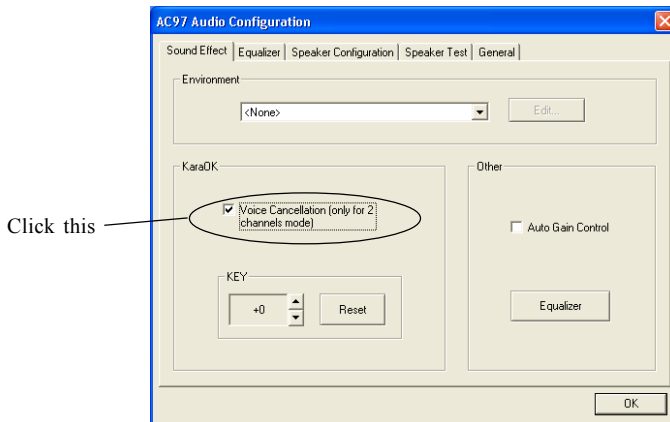 AC97 Audio Configuration
Sound Effect Equalizer Speaker Configuration Speaker Test General
Environment
<None>
Edit...
KaraOK
Click this
Voice Cancellation (only for 2
channels mode)
KEY
+0
Reset
Other
Auto Gain Control
Equalizer
OK